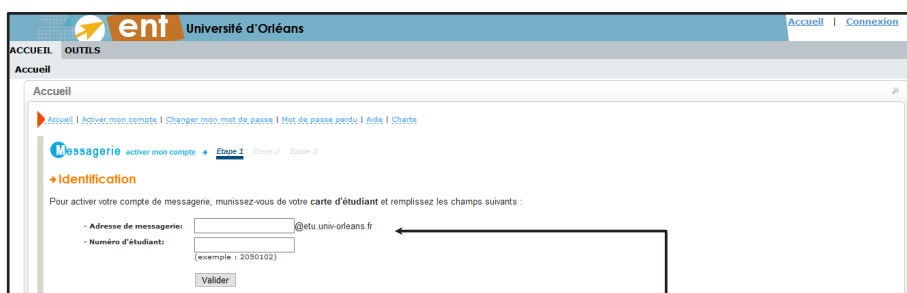 ent Université d'Orléans
Accueil | Connexion
ACCUEIL OUTILS
Accueil
Accueil
Accueil | Activer mon compte | Changer mon mot de passe | Mot de passe perdu | Aide | Charte
Messagerie activer mon compte Etape 1 Etape 2 Etape 3
Identification
Pour activer votre compte de messagerie, munissez-vous de votre carte d'étudiant et remplissez les champs suivants :
- Adresse de messagerie: @etu.univ-orleans.fr
- Numéro d'étudiant:
(exemple : 2050102)
Valider